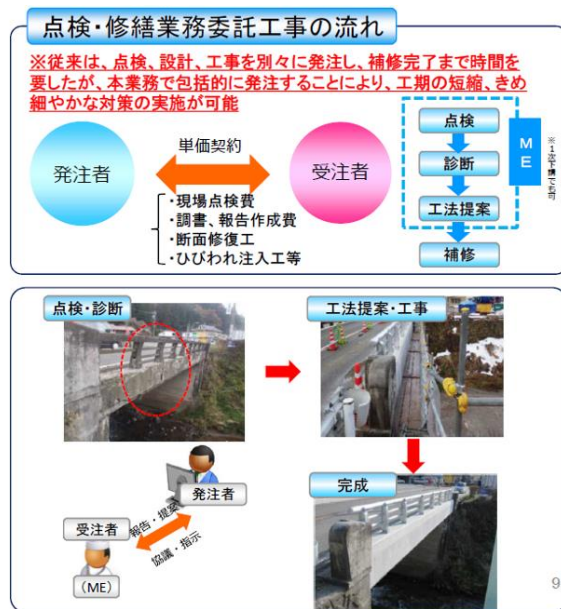 点検・修繕業務委託工事の流れ
※従来は、点検、設計、工事を別々に発注し、補修完了まで時間を
要したが、本業務で包括的に発注することにより、工期の短縮、きめ
細やかな対策の実施が可能
発注者
単価契約
受注者
・現場点検費
・調書、報告作成費
・断面修復工
・ひびわれ注入工等
点検
診断
工法提案
補修
ME
※1次下請でも可
点検・診断
工法提案・工事
発注者
報告・提案
協議・指示
受注者
(ME)
完成
9